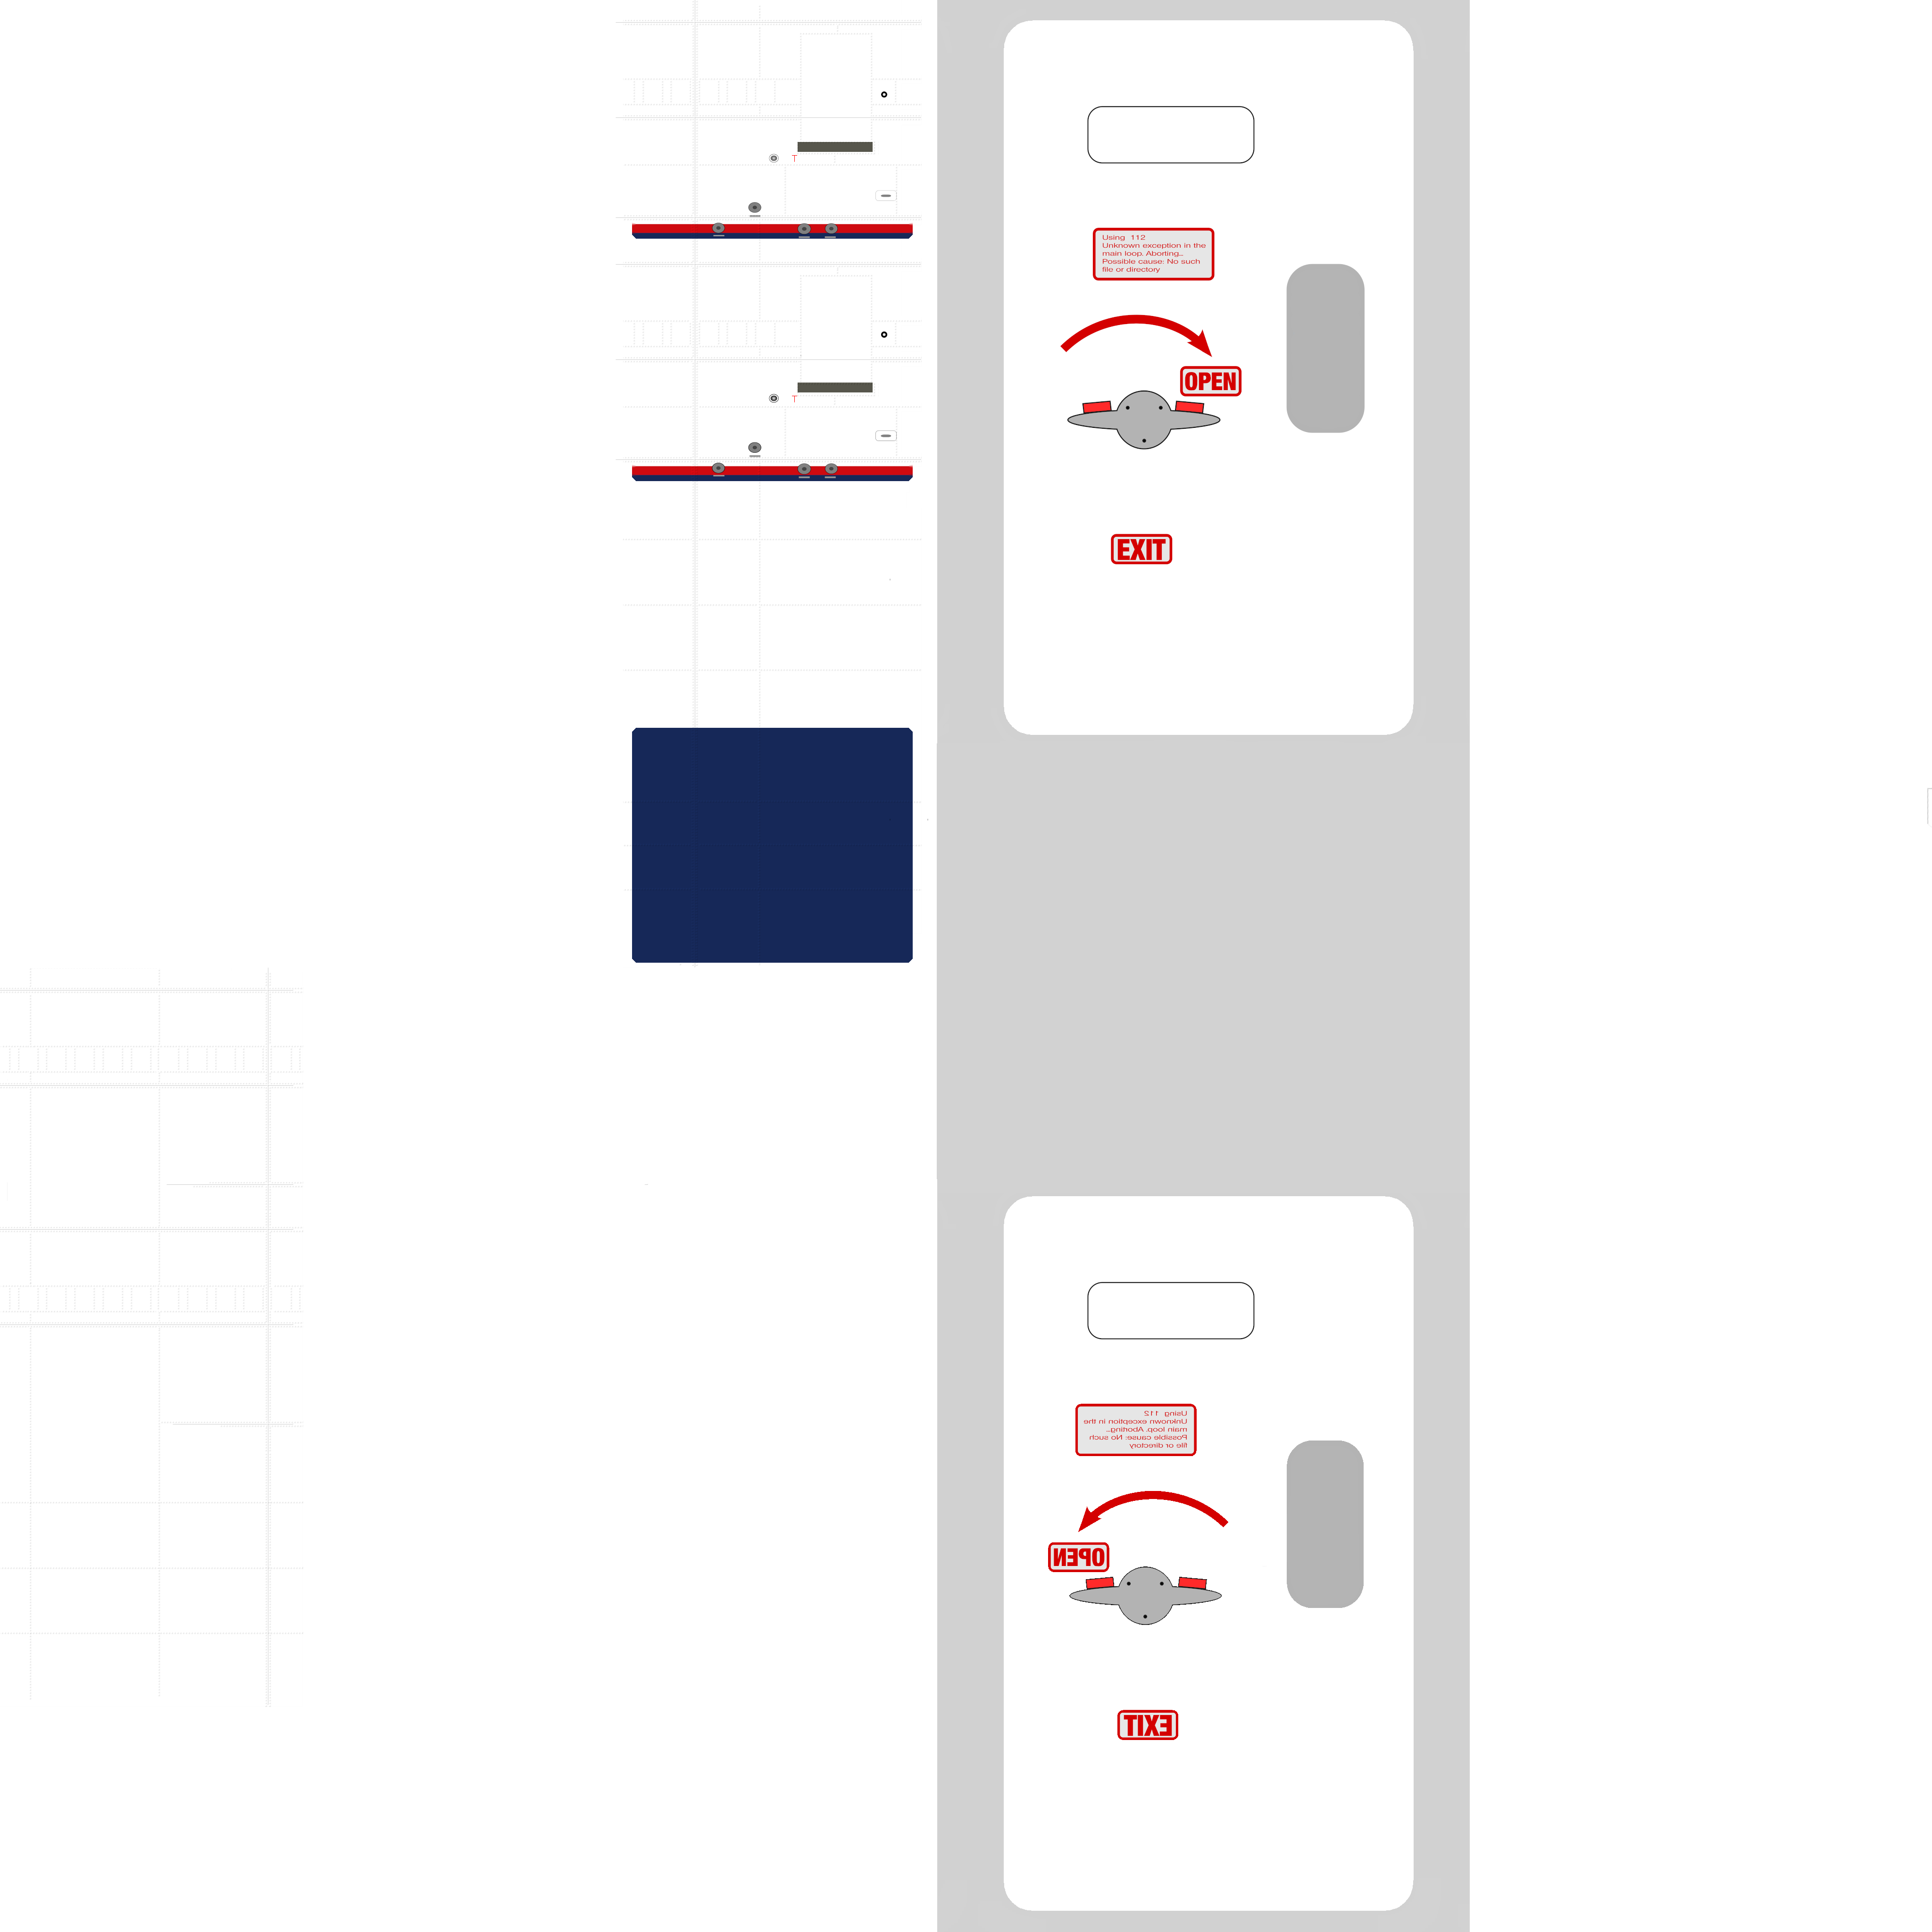 T
T
Using 112
Unknown exception in the
main loop. Aborting...
Possible cause: No such
file or directory
OPEN
EXIT
Using 112
Unknown exception in the
main loop. Aborting...
Possible cause: No such
file or directory
OPEN
EXIT